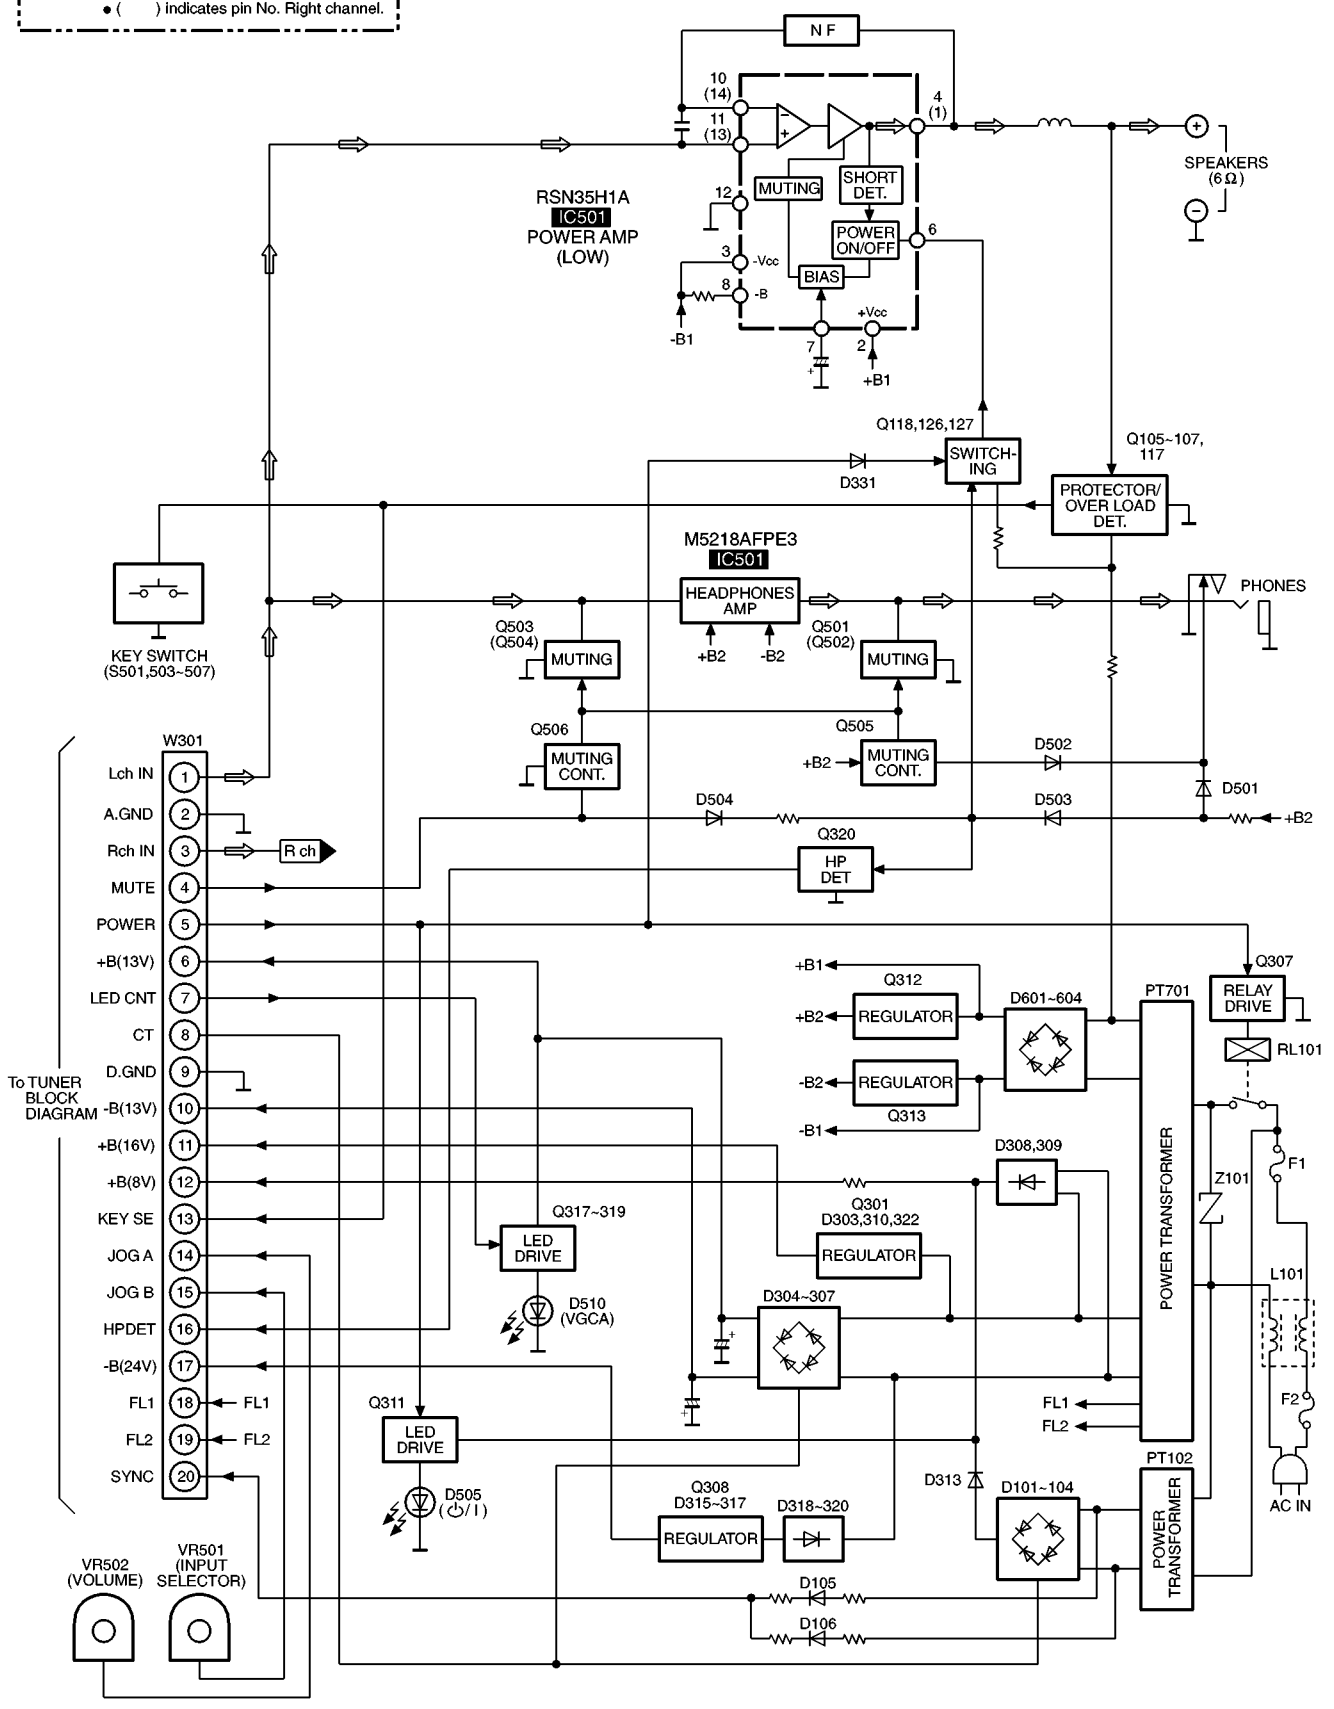 ● ( ) indicates pin No. Right channel.
N F
10
(14)
11
(13)
4
(1)
−
+
+
SPEAKERS
(6Ω)
−
MUTING
SHORT
DET.
12
RSN35H1A
IC501
POWER AMP
(LOW)
POWER
ON/OFF
6
3
-Vcc
8
-B
BIAS
+Vcc
-B1
7
2
+
+B1
Q118,126,127
SWITCH-
ING
D331
Q105~107,
117
PROTECTOR/
OVER LOAD
DET.
M5218AFPE3
IC501
HEADPHONES
AMP
+B2
-B2
PHONES
KEY SWITCH
(S501,503~507)
Q503
(Q504)
MUTING
Q501
(Q502)
MUTING
Q506
MUTING
CONT.
Q505
+B2
MUTING
CONT.
D502
D501
D504
D503
+B2
Q320
HP
DET
W301
Lch IN 1
A.GND 2
Rch IN 3 R ch
MUTE 4
POWER 5
+B(13V) 6
LED CNT 7
CT 8
D.GND 9
-B(13V) 10
+B(16V) 11
+B(8V) 12
KEY SE 13
JOG A 14
JOG B 15
HPDET 16
-B(24V) 17
FL1 18 FL1
FL2 19 FL2
SYNC 20
To TUNER
BLOCK
DIAGRAM
+B1
Q312
+B2
REGULATOR
-B2
REGULATOR
Q313
-B1
D601~604
PT701
POWER TRANSFORMER
Q307
RELAY
DRIVE
RL101
F1
Z101
L101
F2
AC IN
D308,309
Q301
D303,310,322
REGULATOR
Q317~319
LED
DRIVE
D510
(VGCA)
D304~307
+
+
FL1
FL2
Q311
LED
DRIVE
D505
(⏻/I)
Q308
D315~317
REGULATOR
D318~320
D313
D101~104
PT102
POWER
TRANSFORMER
D105
D106
VR502
(VOLUME)
VR501
(INPUT
SELECTOR)